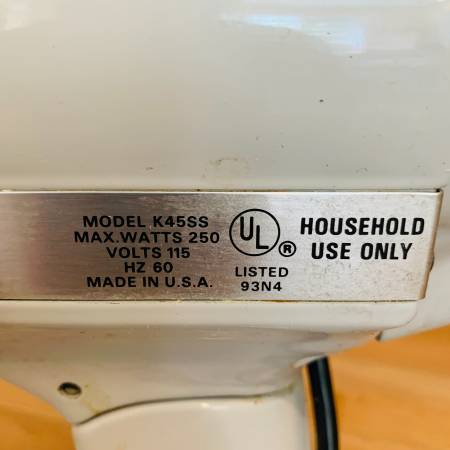 MODEL K45SS
MAX.WATTS 250
VOLTS 115
HZ 60
MADE IN U.S.A.
UL ®
LISTED
93N4
HOUSEHOLD
USE ONLY